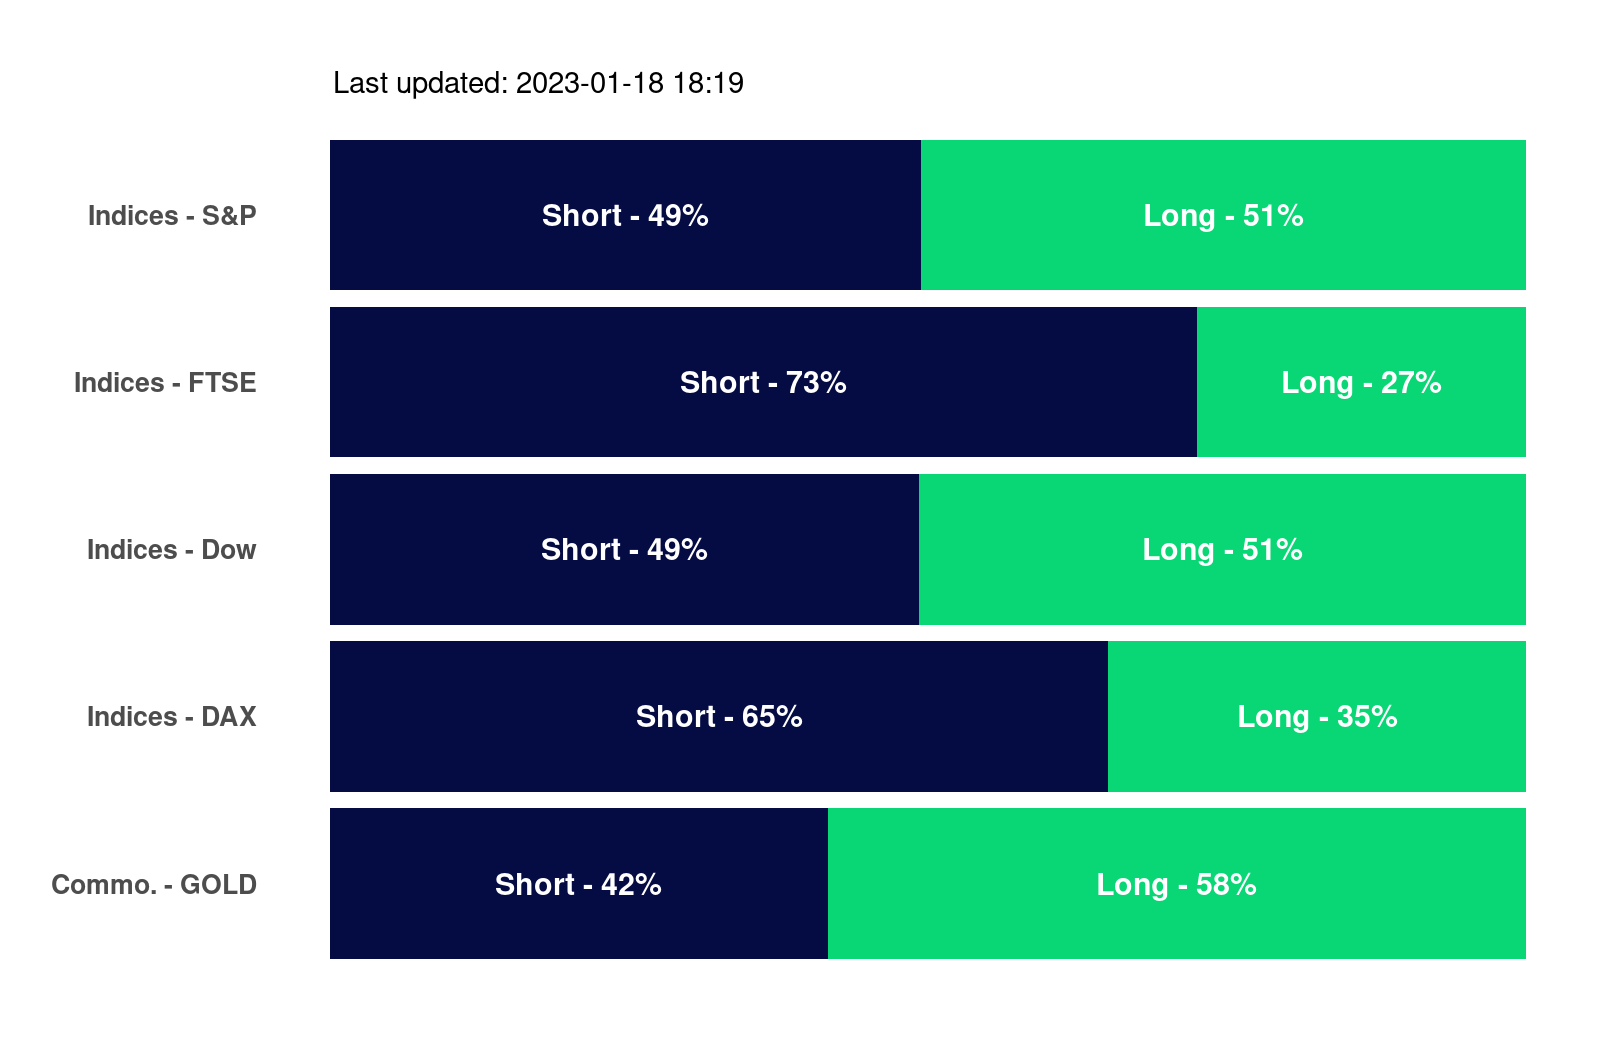 Last updated: 2023-01-18 18:19
Indices - S&P Short - 49% Long - 51%
Indices - FTSE Short - 73% Long - 27%
Indices - Dow Short - 49% Long - 51%
Indices - DAX Short - 65% Long - 35%
Commo. - GOLD Short - 42% Long - 58%